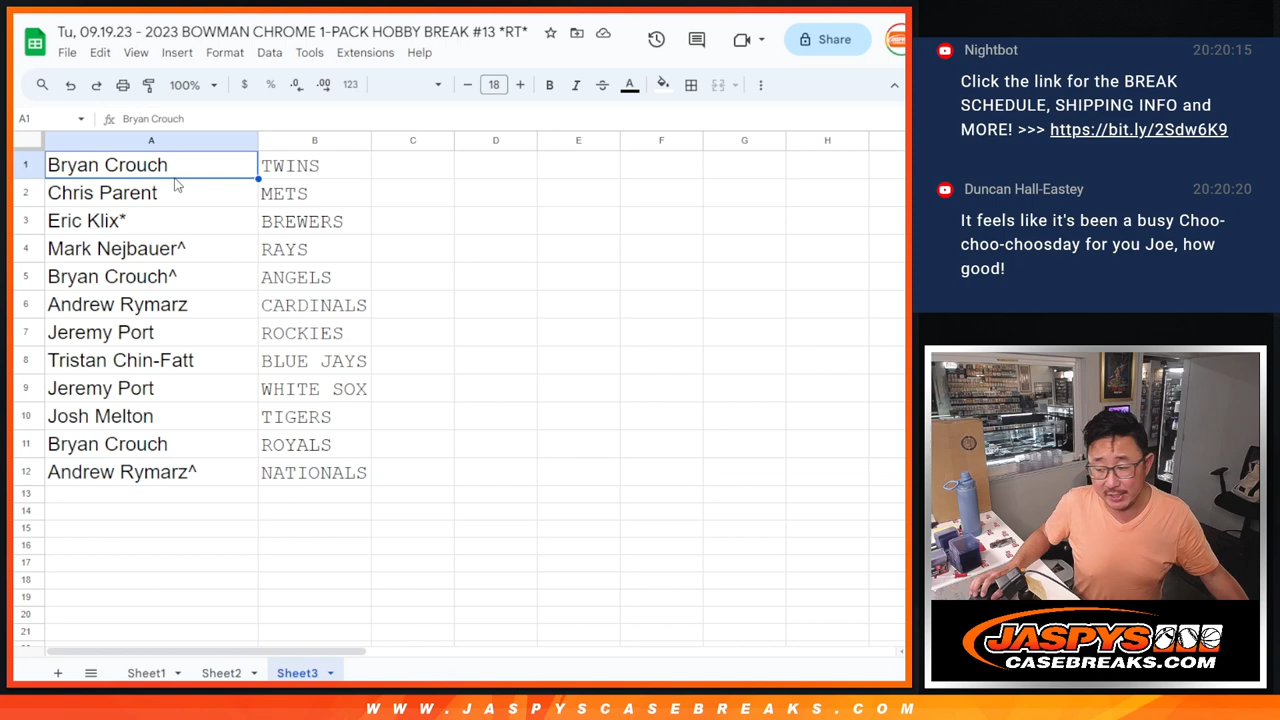 Tu, 09.19.23 - 2023 BOWMAN CHROME 1-PACK HOBBY BREAK #13 *RT*
File Edit View Insert Format Data Tools Extensions Help
Share
100% $ % .0 .00 123 18 B I A
A1 fx Bryan Crouch
A B C D E F G H
1 Bryan Crouch TWINS
2 Chris Parent METS
3 Eric Klix* BREWERS
4 Mark Nejbauer^ RAYS
5 Bryan Crouch^ ANGELS
6 Andrew Rymarz CARDINALS
7 Jeremy Port ROCKIES
8 Tristan Chin-Fatt BLUE JAYS
9 Jeremy Port WHITE SOX
10 Josh Melton TIGERS
11 Bryan Crouch ROYALS
12 Andrew Rymarz^ NATIONALS
13
14
15
16
17
18
19
20
21
Sheet1 Sheet2 Sheet3
Nightbot 20:20:15
Click the link for the BREAK
SCHEDULE, SHIPPING INFO and
MORE! >>> https://bit.ly/2Sdw6K9
Duncan Hall-Eastey 20:20:20
It feels like it's been a busy Choo-
choo-choosday for you Joe, how
good!
JASPYS
CASEBREAKS.COM
WWW.JASPYSCASEBREAKS.COM